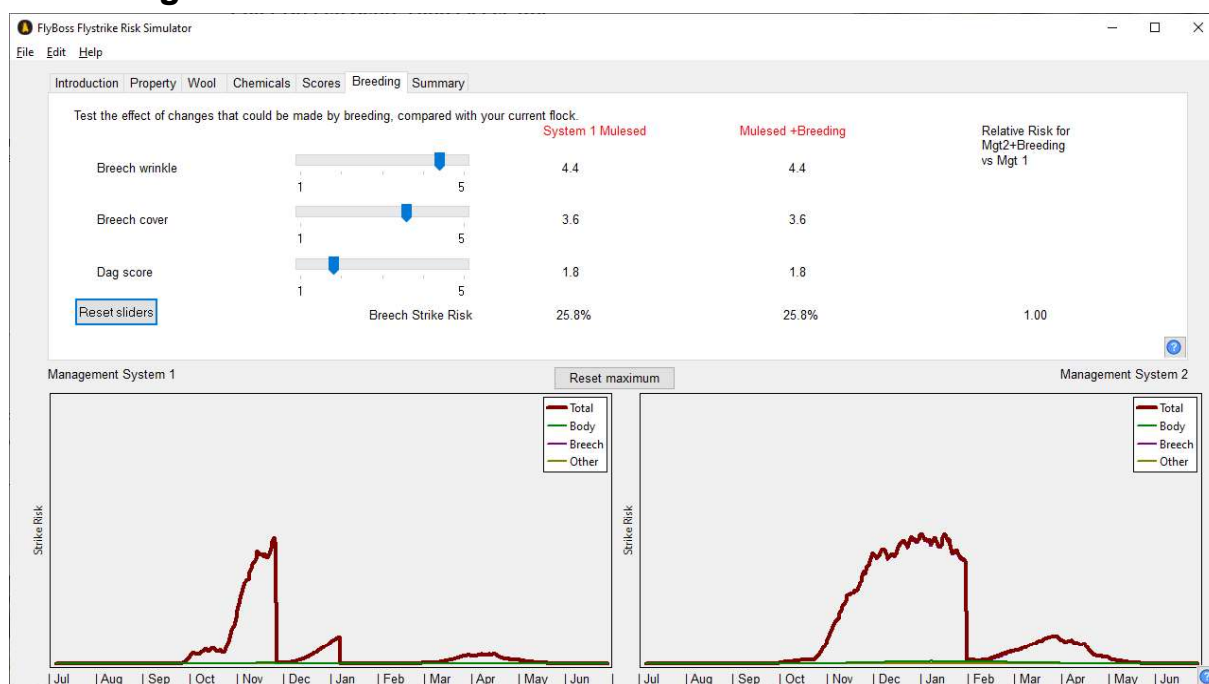 FlyBoss Flystrike Risk Simulator
File Edit Help
Introduction Property Wool Chemicals Scores Breeding Summary
Test the effect of changes that could be made by breeding, compared with your current flock.
System 1 Mulesed Mulesed +Breeding Relative Risk for
Mgt2+Breeding
vs Mgt 1
Breech wrinkle 4.4 4.4
1 5
Breech cover 3.6 3.6
1 5
Dag score 1.8 1.8
1 5
Reset sliders Breech Strike Risk 25.8% 25.8% 1.00
?
Management System 1 Reset maximum Management System 2
Total Total
Body Body
Breech Breech
Other Other
Strike Risk Strike Risk
Jul Aug Sep Oct Nov Dec Jan Feb Mar Apr May Jun Jul Aug Sep Oct Nov Dec Jan Feb Mar Apr May Jun ?